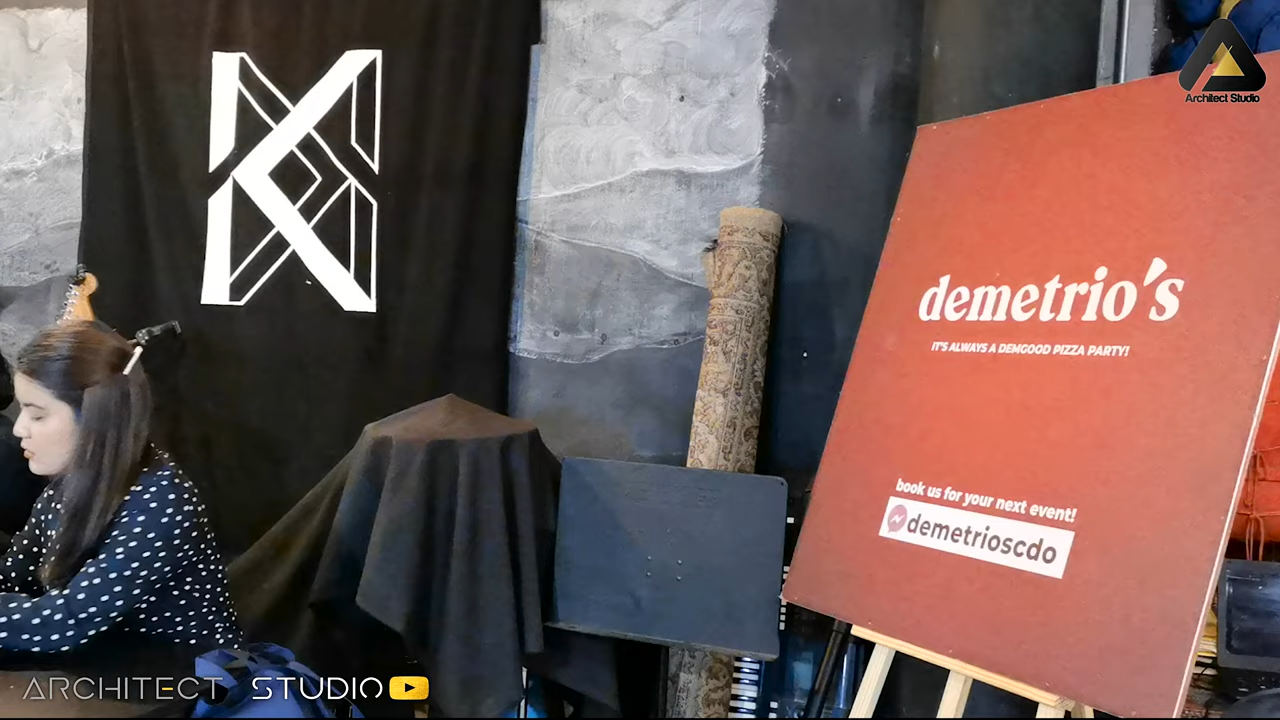 Architect Studio
demetrio's
IT'S ALWAYS A DEMGOOD PIZZA PARTY!
book us for your next event!
demetrioscdo
ARCHITECT STUDIO